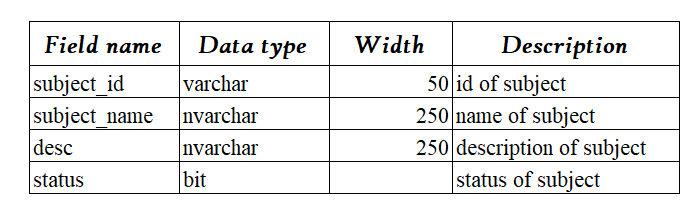 Field name Data type Width Description
subject_id varchar 50 id of subject
subject_name nvarchar 250 name of subject
desc nvarchar 250 description of subject
status bit status of subject